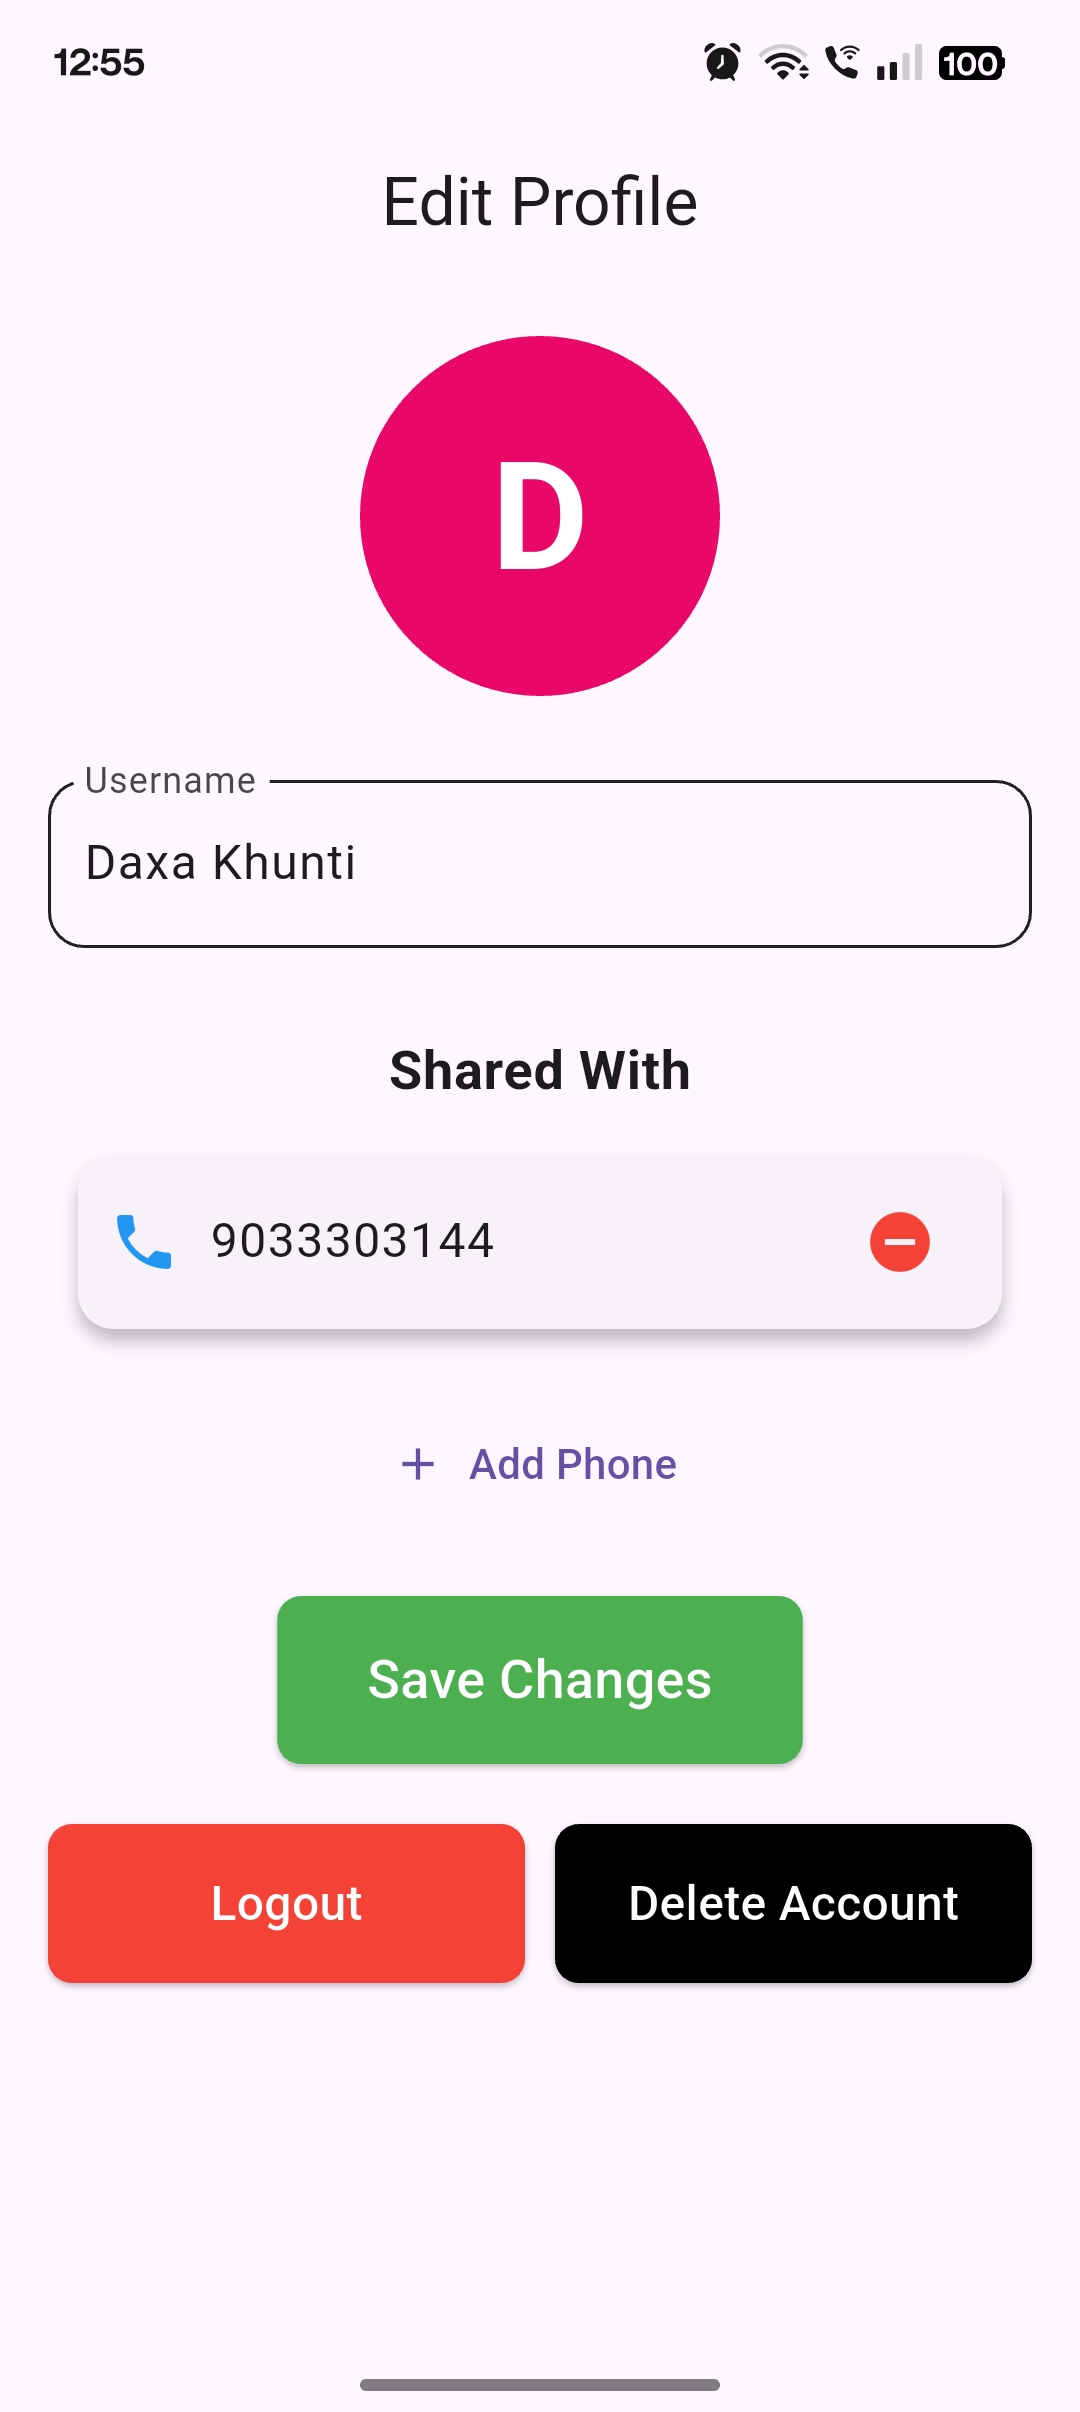 12:55
100
Edit Profile
D
Username
Daxa Khunti
Shared With
9033303144
+ Add Phone
Save Changes
Logout
Delete Account